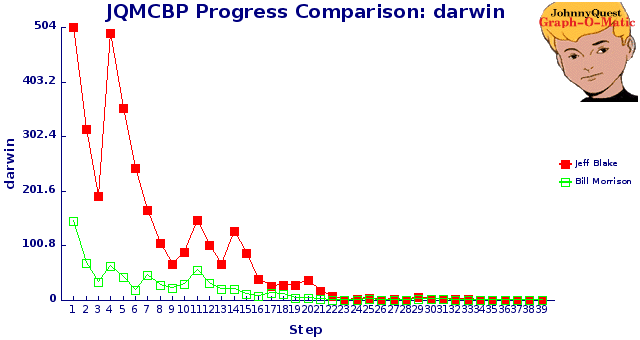 JQMCBP Progress Comparison: darwin
JohnnyQuest
Graph-O-Matic
504
403.2
302.4
201.6
100.8
0
darwin
Jeff Blake
Bill Morrison
1 2 3 4 5 6 7 8 9 10 11 12 13 14 15 16 17 18 19 20 21 22 23 24 25 26 27 28 29 30 31 32 33 34 35 36 37 38 39
Step